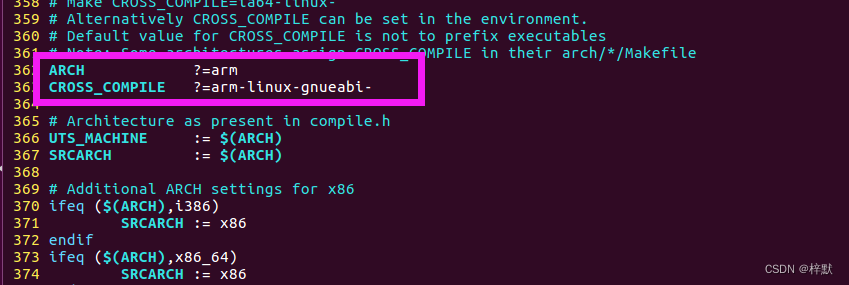 358 # Make CROSS_COMPILE=ia64-linux-
359 # Alternatively CROSS_COMPILE can be set in the environment.
360 # Default value for CROSS_COMPILE is not to prefix executables
361 # Note: Some architectures assign CROSS_COMPILE in their arch/*/Makefile
362 ARCH ?=arm
363 CROSS_COMPILE ?=arm-linux-gnueabi-
364
365 # Architecture as present in compile.h
366 UTS_MACHINE := $(ARCH)
367 SRCARCH := $(ARCH)
368
369 # Additional ARCH settings for x86
370 ifeq ($(ARCH),i386)
371 SRCARCH := x86
372 endif
373 ifeq ($(ARCH),x86_64)
374 SRCARCH := x86
CSDN @梓默